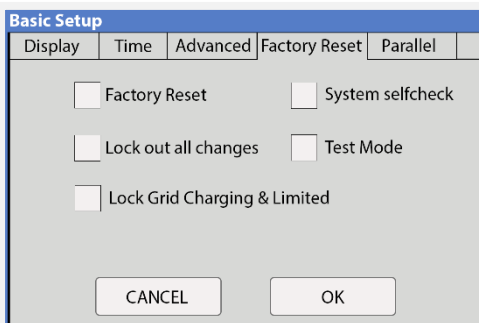 Basic Setup
Display Time Advanced Factory Reset Parallel
Factory Reset System selfcheck
Lock out all changes Test Mode
Lock Grid Charging & Limited
CANCEL OK